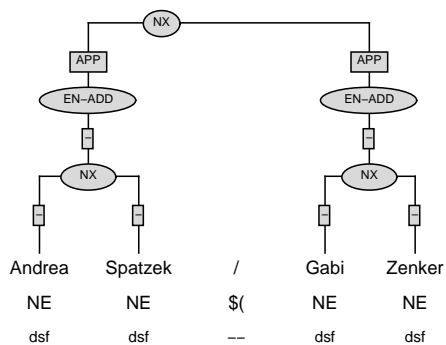 NX
APP APP
EN−ADD EN−ADD
− −
NX NX
− − − −
Andrea Spatzek / Gabi Zenker
NE NE $( NE NE
dsf dsf −− dsf dsf